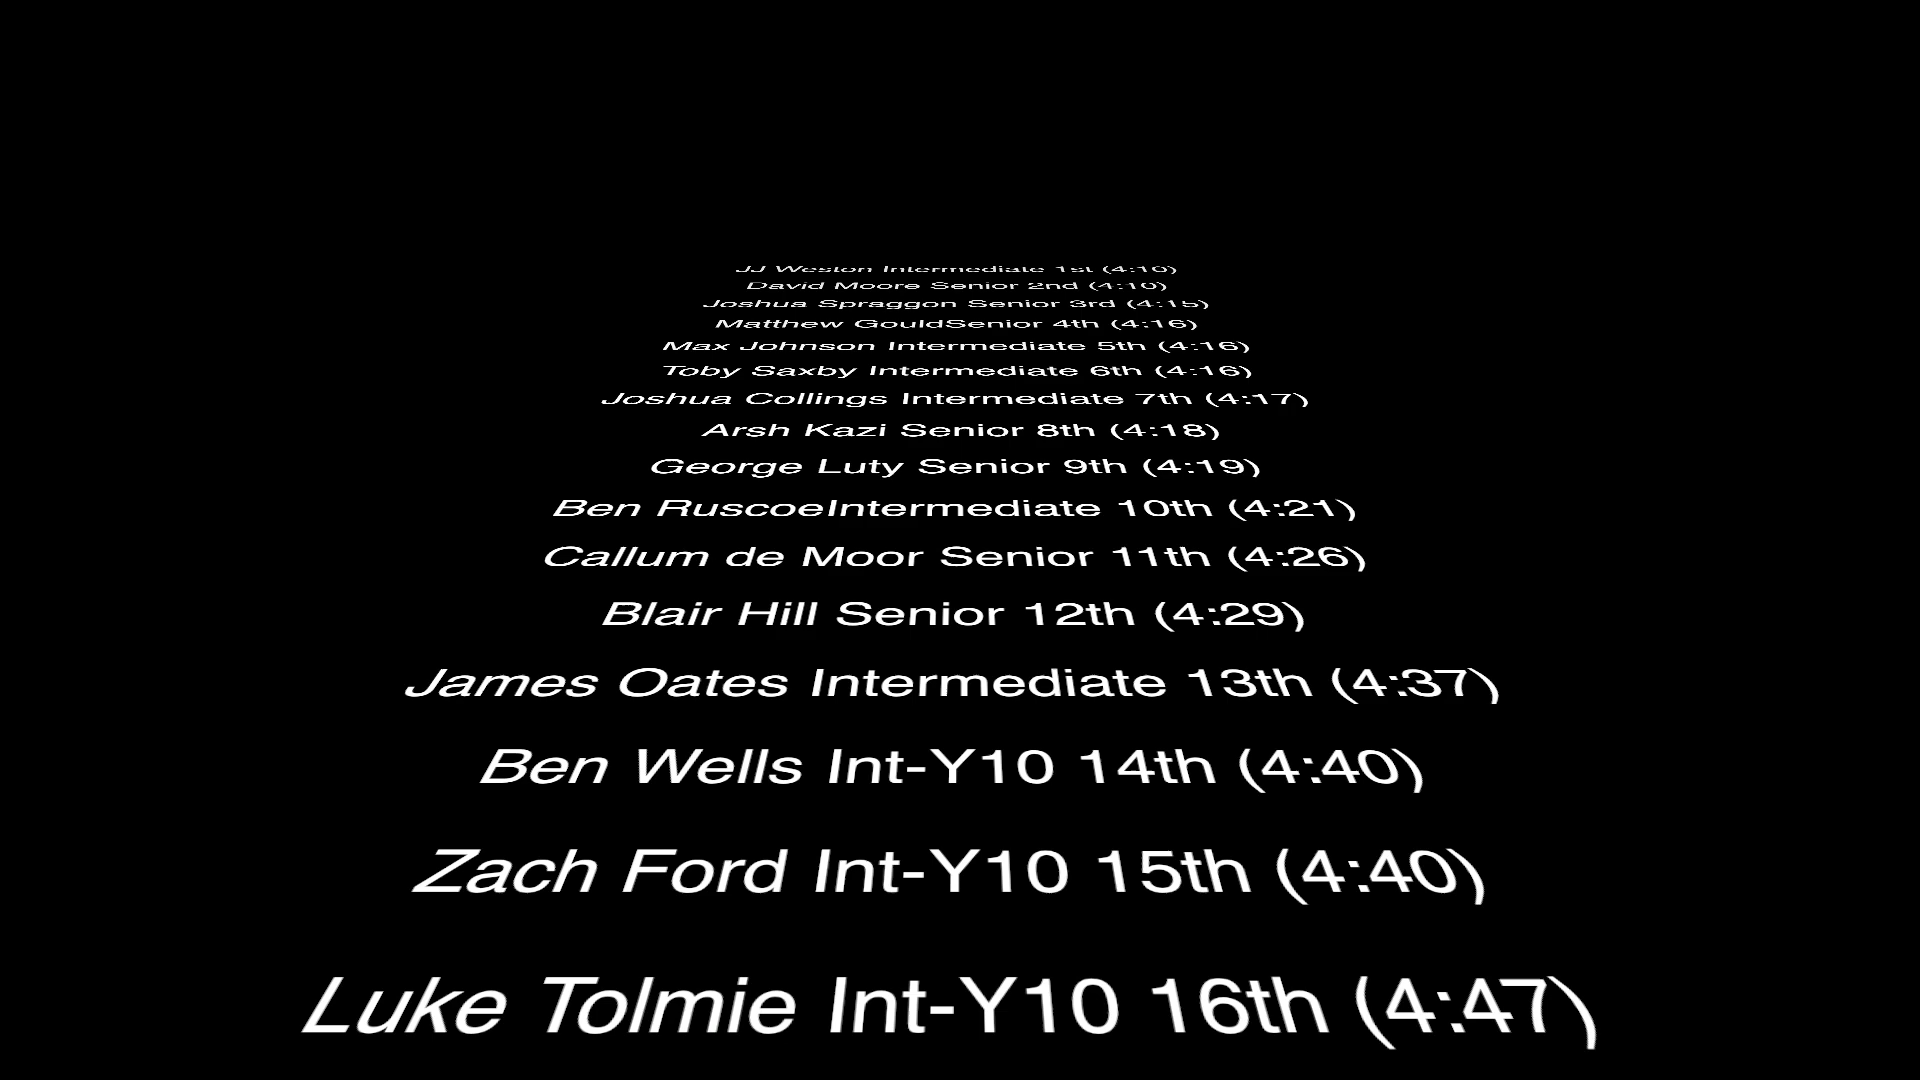 JJ Weston Intermediate 1st (4:10)
David Moore Senior 2nd (4:10)
Joshua Spraggon Senior 3rd (4:15)
Matthew GouldSenior 4th (4:16)
Max Johnson Intermediate 5th (4:16)
Toby Saxby Intermediate 6th (4:16)
Joshua Collings Intermediate 7th (4:17)
Arsh Kazi Senior 8th (4:18)
George Luty Senior 9th (4:19)
Ben RuscoeIntermediate 10th (4:21)
Callum de Moor Senior 11th (4:26)
Blair Hill Senior 12th (4:29)
James Oates Intermediate 13th (4:37)
Ben Wells Int-Y10 14th (4:40)
Zach Ford Int-Y10 15th (4:40)
Luke Tolmie Int-Y10 16th (4:47)